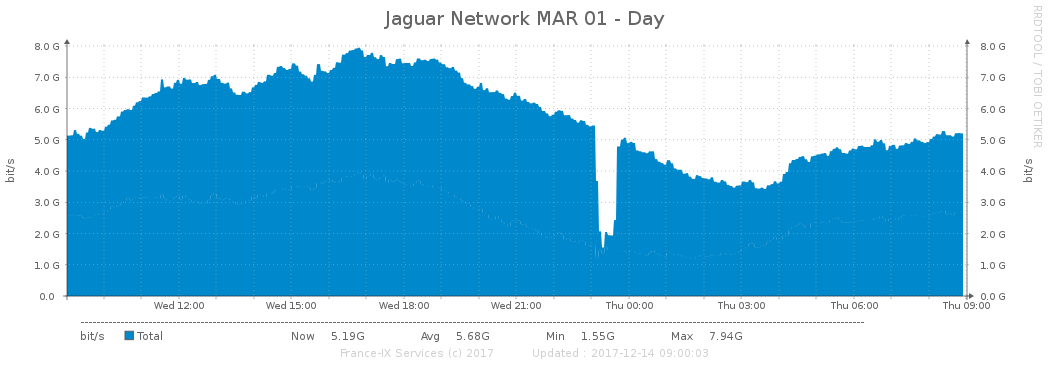 Jaguar Network MAR 01 - Day
RRDTOOL / TOBI OETIKER
8.0 G 8.0 G
7.0 G 7.0 G
6.0 G 6.0 G
5.0 G 5.0 G
4.0 G 4.0 G
3.0 G 3.0 G
2.0 G 2.0 G
1.0 G 1.0 G
0.0 0.0 G
bit/s
bit/s
Wed 12:00 Wed 15:00 Wed 18:00 Wed 21:00 Thu 00:00 Thu 03:00 Thu 06:00 Thu 09:00
bit/s Total Now 5.19G Avg 5.68G Min 1.55G Max 7.94G
France-IX Services (c) 2017 Updated : 2017-12-14 09:00:03